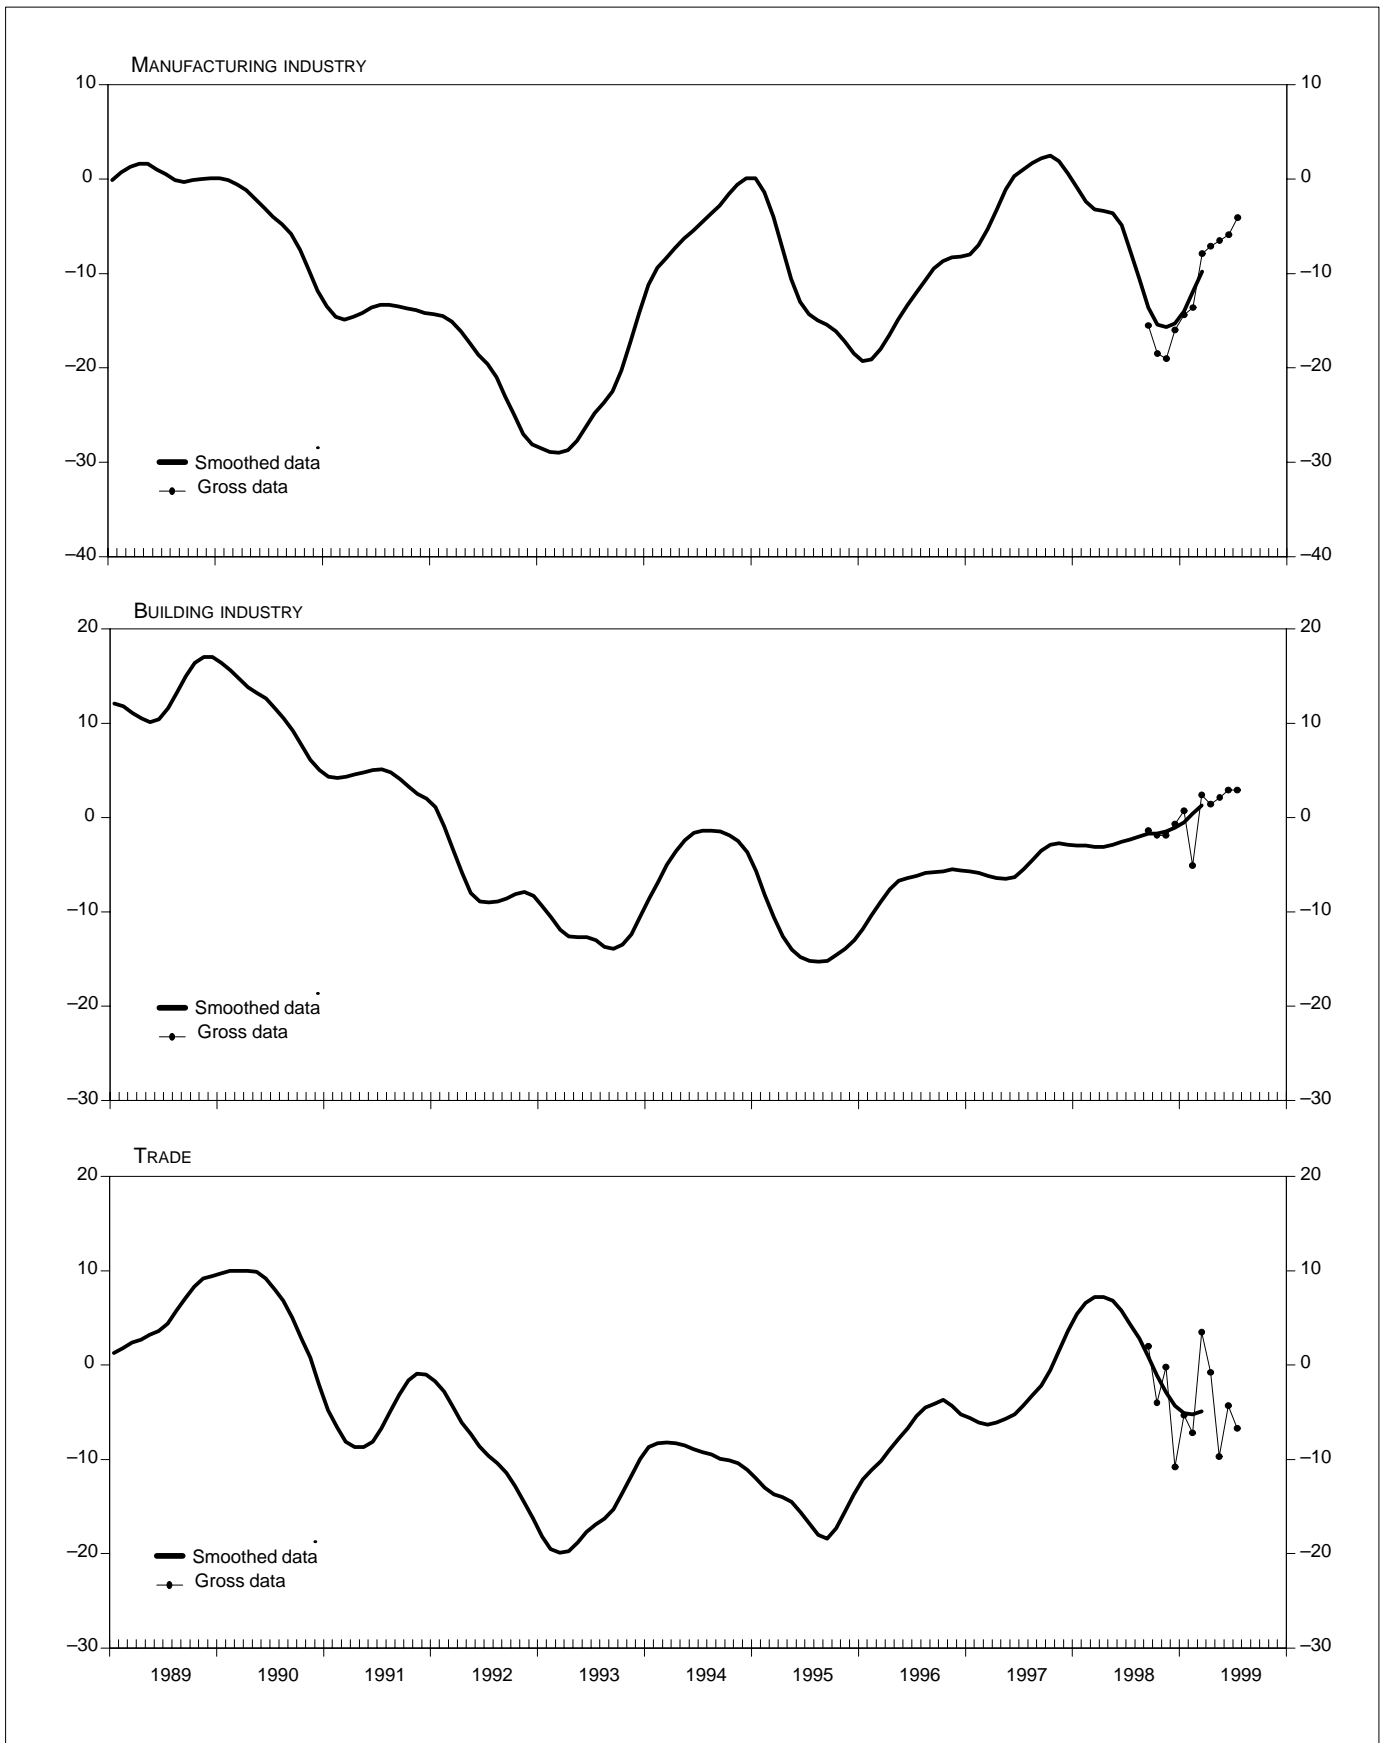 MANUFACTURING INDUSTRY
10 10
0 0
–10 –10
–20 –20
–30 –30
–40 –40
Smoothed data
Gross data
BUILDING INDUSTRY
20 20
10 10
0 0
–10 –10
–20 –20
–30 –30
Smoothed data
Gross data
TRADE
20 20
10 10
0 0
–10 –10
–20 –20
–30 –30
Smoothed data
Gross data
1989 1990 1991 1992 1993 1994 1995 1996 1997 1998 1999